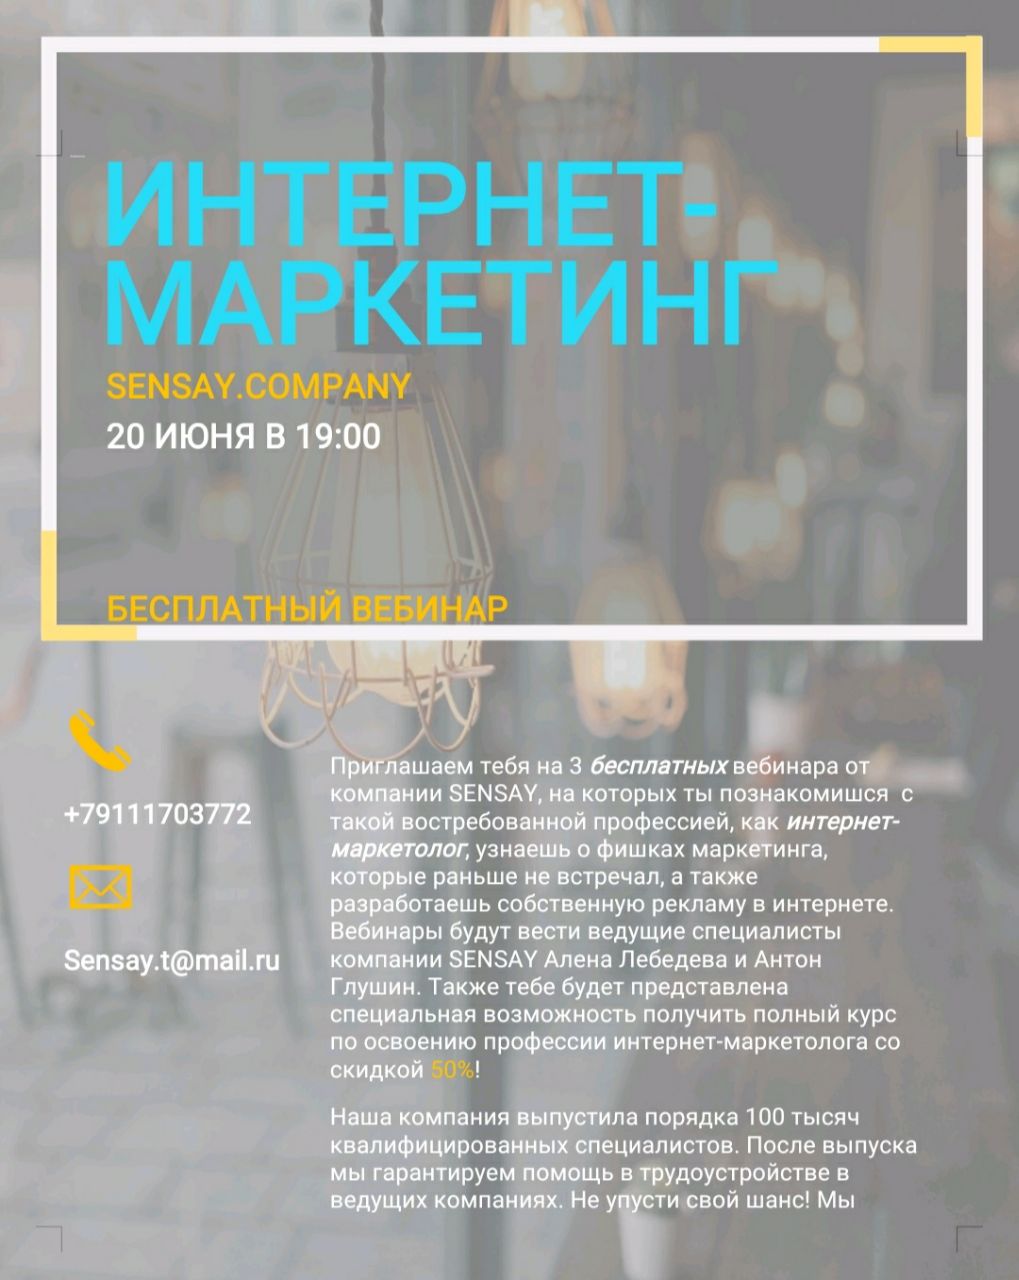 ИНТЕРНЕТ-
МАРКЕТИНГ
SENSAY.COMPANY
20 ИЮНЯ В 19:00
БЕСПЛАТНЫЙ ВЕБИНАР
+79111703772
Sensay.t@mail.ru
Приглашаем тебя на 3 бесплатных вебинара от
компании SENSAY, на которых ты познакомишся с
такой востребованной профессией, как интернет-
маркетолог, узнаешь о фишках маркетинга,
которые раньше не встречал, а также
разработаешь собственную рекламу в интернете.
Вебинары будут вести ведущие специалисты
компании SENSAY Алена Лебедева и Антон
Глушин. Также тебе будет представлена
специальная возможность получить полный курс
по освоению профессии интернет-маркетолога со
скидкой 50%!
Наша компания выпустила порядка 100 тысяч
квалифицированных специалистов. После выпуска
мы гарантируем помощь в трудоустройстве в
ведущих компаниях. Не упусти свой шанс! Мы